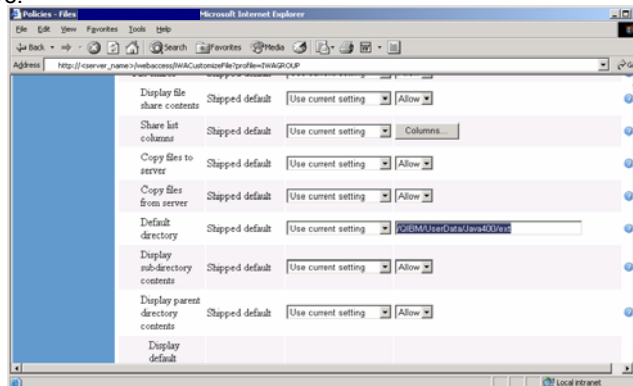 Policies - Files Microsoft Internet Explorer
File Edit View Favorites Tools Help
Back Search Favorites Media
Address http://<server_name>/webaccess/IWACustomizeFile?profile=IWAGROUP
Display file share contents Shipped default Use current setting Allow
Share list columns Shipped default Use current setting Columns...
Copy files to server Shipped default Use current setting Allow
Copy files from server Shipped default Use current setting Allow
Default directory Shipped default Use current setting /QIBM/UserData/Java400/ext
Display subdirectory contents Shipped default Use current setting Allow
Display parent directory contents Shipped default Use current setting Allow
Display default
Local intranet